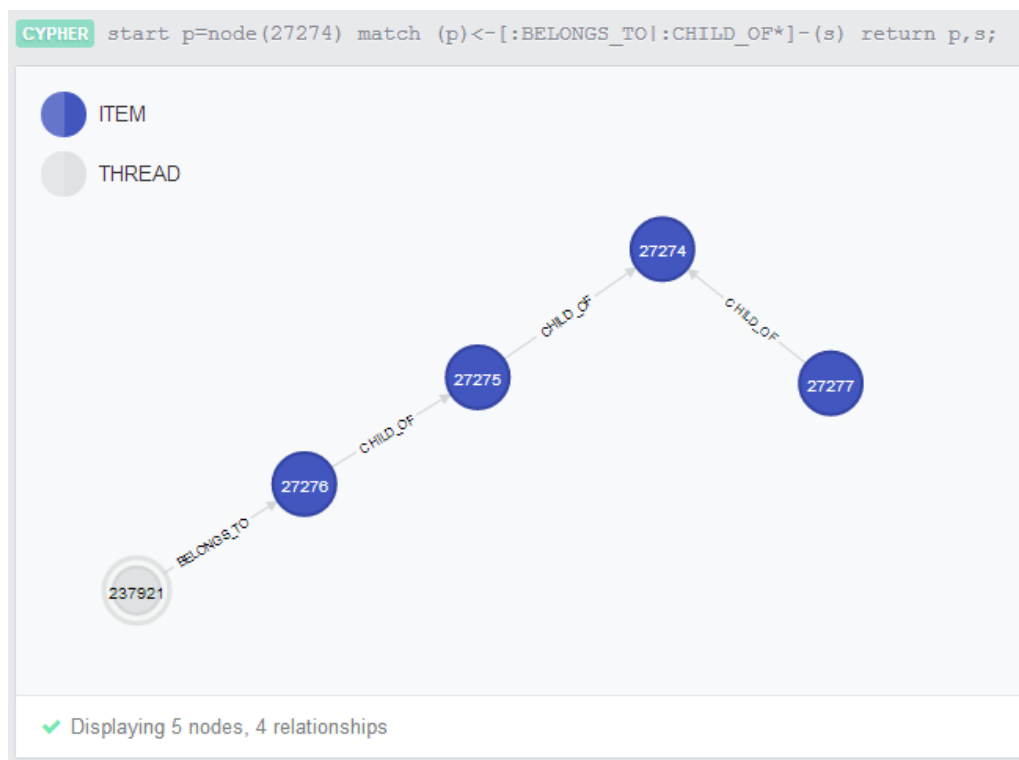 CYPHER start p=node(27274) match (p)<-[:BELONGS_TO|:CHILD_OF*]-(s) return p,s;
ITEM
THREAD
27274
CHILD_OF
CHILD_OF
27275
27277
CHILD_OF
27276
BELONGS_TO
237921
Displaying 5 nodes, 4 relationships